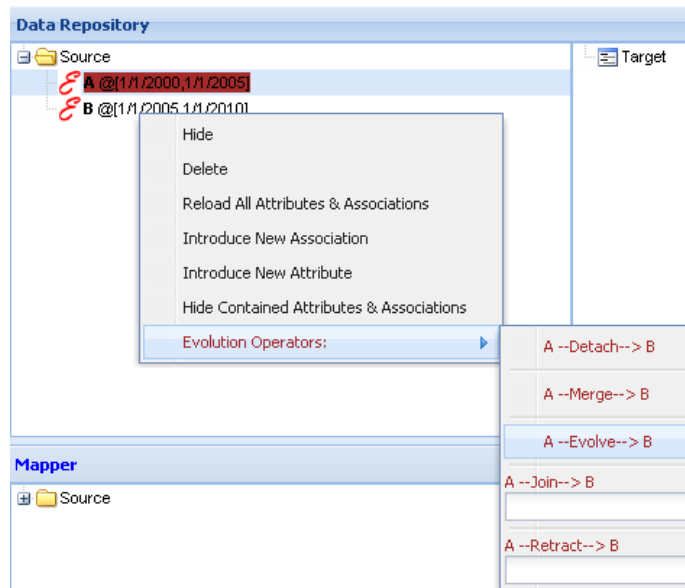 Data Repository
Source
A @[1/1/2000,1/1/2005]
B @[1/1/2005,1/1/2010]
Target
Hide
Delete
Reload All Attributes & Associations
Introduce New Association
Introduce New Attribute
Hide Contained Attributes & Associations
Evolution Operators:
A --Detach--> B
A --Merge--> B
A --Evolve--> B
A --Join--> B
A --Retract--> B
Mapper
Source